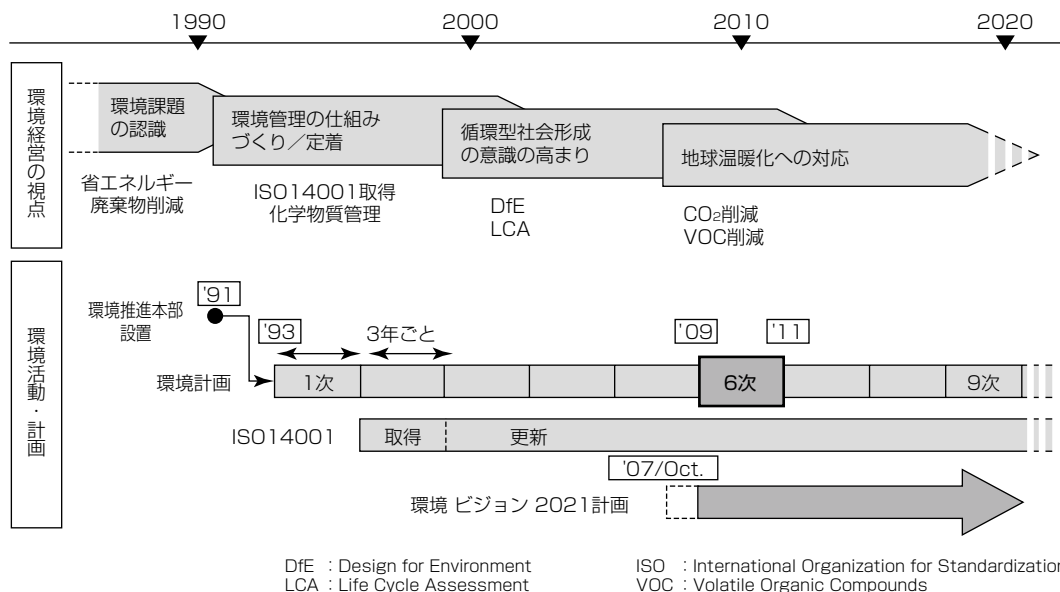 1990
2000
2010
2020
環境経営の視点
環境課題
の認識
環境管理の仕組み
づくり／定着
循環型社会形成
の意識の高まり
地球温暖化への対応
省エネルギー
廃棄物削減
ISO14001取得
化学物質管理
DfE
LCA
CO₂削減
VOC削減
環境活動・計画
環境推進本部
設置
'91
'93
3年ごと
'09
'11
環境計画
1次
6次
9次
ISO14001
取得
更新
'07/Oct.
環境 ビジョン 2021計画
DfE : Design for Environment
LCA : Life Cycle Assessment
ISO : International Organization for Standardization
VOC : Volatile Organic Compounds